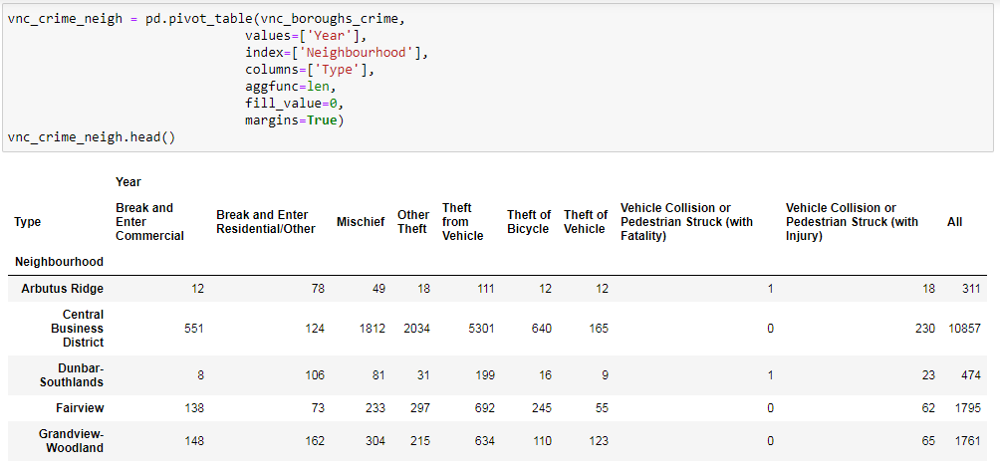 vnc_crime_neigh = pd.pivot_table(vnc_boroughs_crime,
values=['Year'],
index=['Neighbourhood'],
columns=['Type'],
aggfunc=len,
fill_value=0,
margins=True)
vnc_crime_neigh.head()
Year
Type Break and Enter Commercial Break and Enter Residential/Other Mischief Other Theft Theft from Vehicle Theft of Bicycle Theft of Vehicle Vehicle Collision or Pedestrian Struck (with Fatality) Vehicle Collision or Pedestrian Struck (with Injury) All
Neighbourhood
Arbutus Ridge 12 78 49 18 111 12 12 1 18 311
Central Business District 551 124 1812 2034 5301 640 165 0 230 10857
Dunbar-Southlands 8 106 81 31 199 16 9 1 23 474
Fairview 138 73 233 297 692 245 55 0 62 1795
Grandview-Woodland 148 162 304 215 634 110 123 0 65 1761